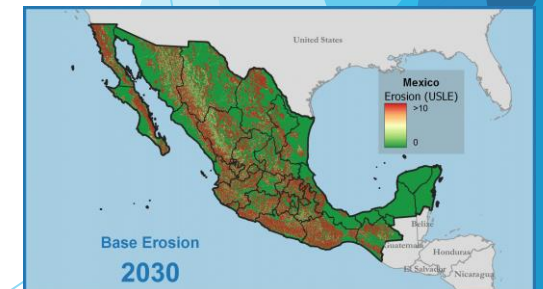 United States
Mexico
Erosion (USLE)
>10
0
Base Erosion
2030
Belize
Guatemala
Honduras
El Salvador
Nicaragua